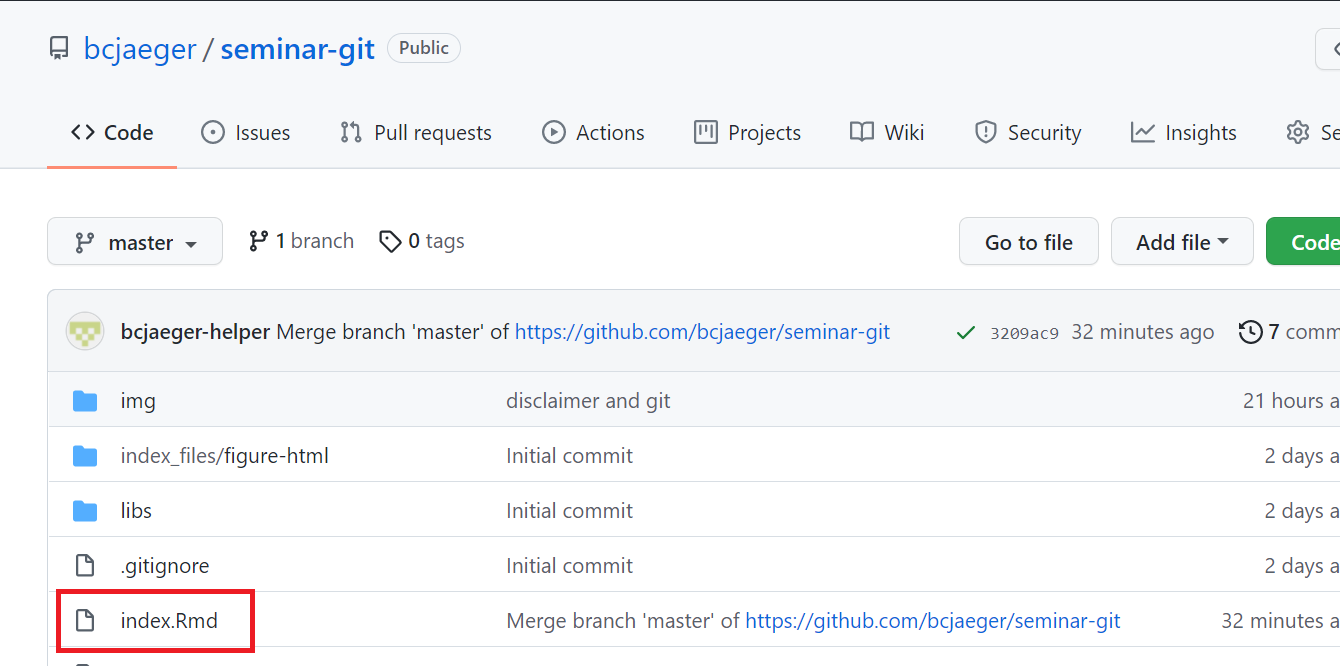 bcjaeger / seminar-git Public
Code Issues Pull requests Actions Projects Wiki Security Insights
master 1 branch 0 tags Go to file Add file Code
bcjaeger-helper Merge branch 'master' of https://github.com/bcjaeger/seminar-git 3209ac9 32 minutes ago 7
img disclaimer and git 21 hours
index_files/figure-html Initial commit 2 days
libs Initial commit 2 days
.gitignore Initial commit 2 days
index.Rmd Merge branch 'master' of https://github.com/bcjaeger/seminar-git 32 minutes